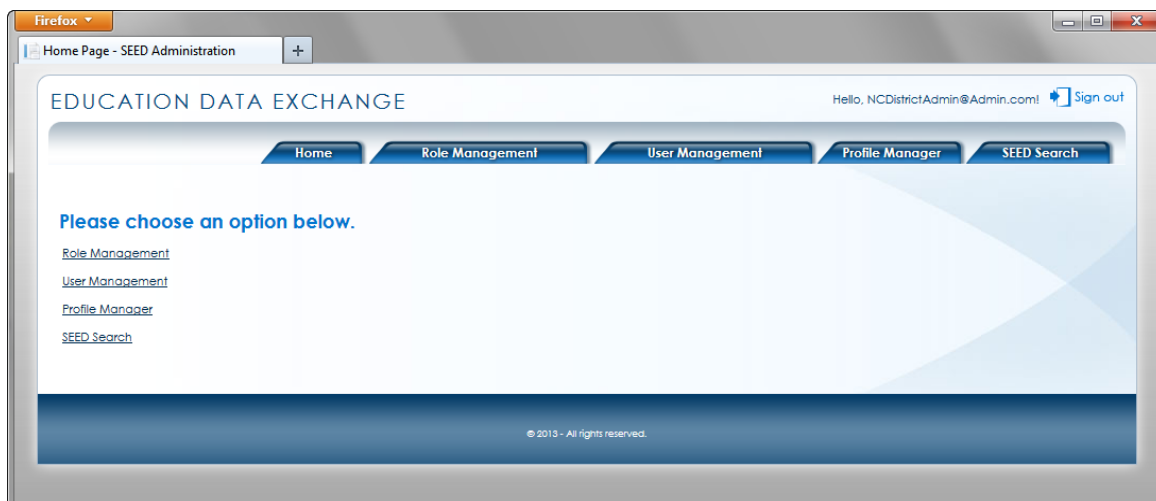 Firefox
Home Page - SEED Administration
EDUCATION DATA EXCHANGE
Hello, NCDistrictAdmin@Admin.com! Sign out
Home Role Management User Management Profile Manager SEED Search
Please choose an option below.
Role Management
User Management
Profile Manager
SEED Search
© 2013 - All rights reserved.